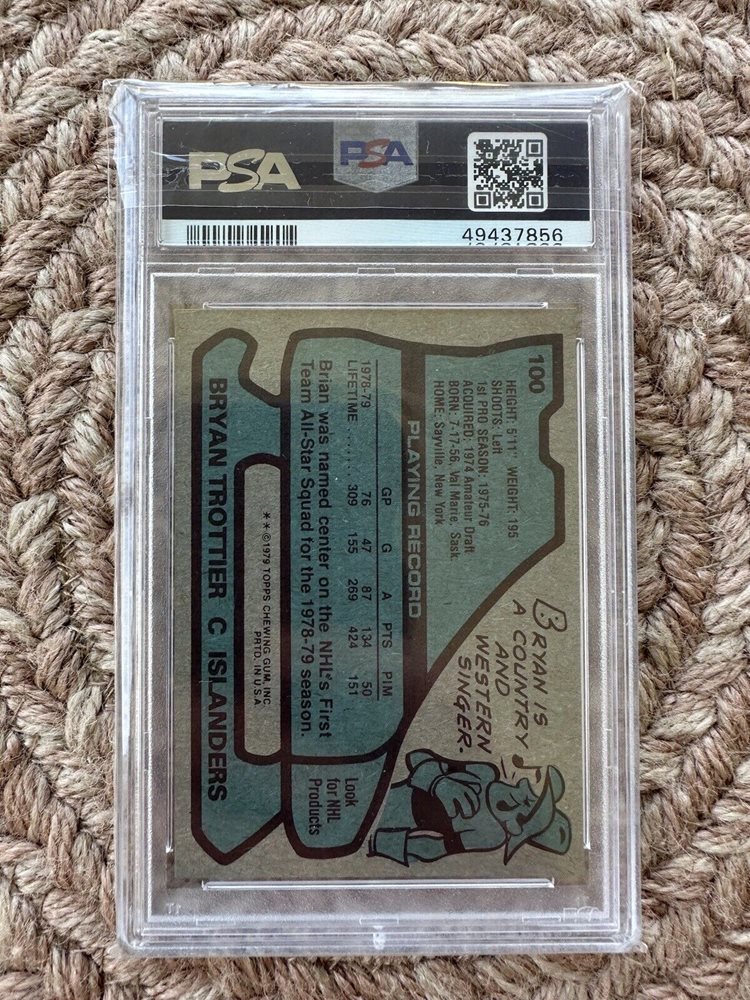 PSA
PSA
49437856
100
HEIGHT: 5'11" WEIGHT: 195
SHOOTS: Left
1st PRO SEASON: 1975-76
ACQUIRED: 1974 Amateur Draft
BORN: 7-17-56, Val Marie, Sask
HOME: Sayville, New York
BRYAN IS
A COUNTRY
AND
WESTERN
SINGER.
PLAYING RECORD
GP G A PTS PIM
1978-79 76 47 87 134 50
LIFETIME ....... 309 155 269 424 151
Brian was named center on the NHL's First
Team All-Star Squad for the 1978-79 season.
Look
for NHL
Products
**©1979 TOPPS CHEWING GUM, INC.
PRTD. IN U.S.A.
BRYAN TROTTIER C ISLANDERS